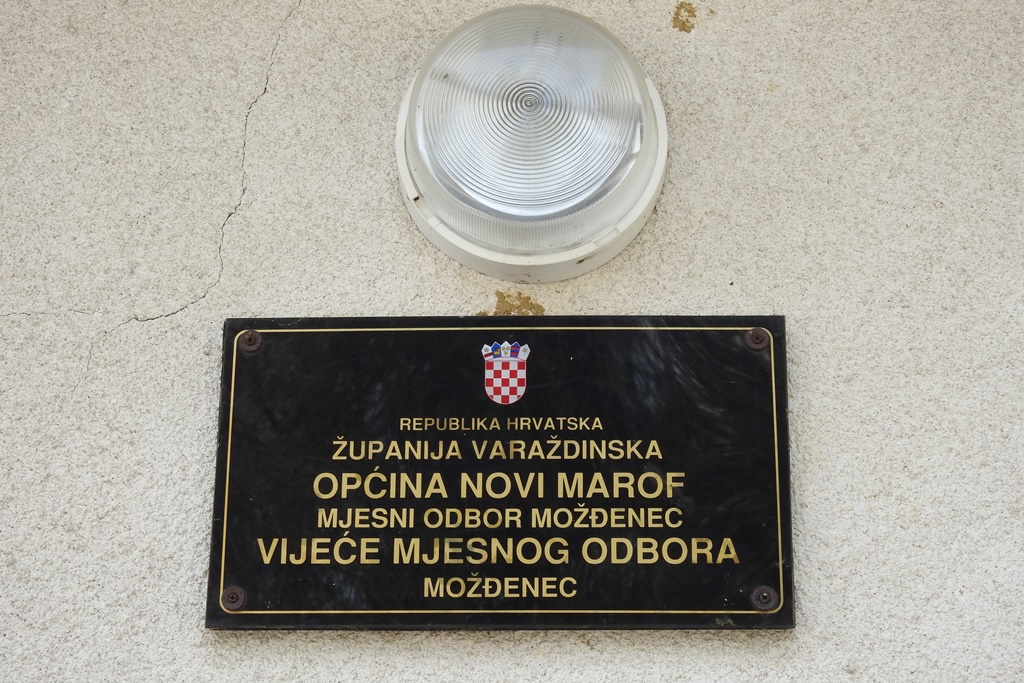 REPUBLIKA HRVATSKA
ŽUPANIJA VARAŽDINSKA
OPĆINA NOVI MAROF
MJESNI ODBOR MOŽĐENEC
VIJEĆE MJESNOG ODBORA
MOŽĐENEC